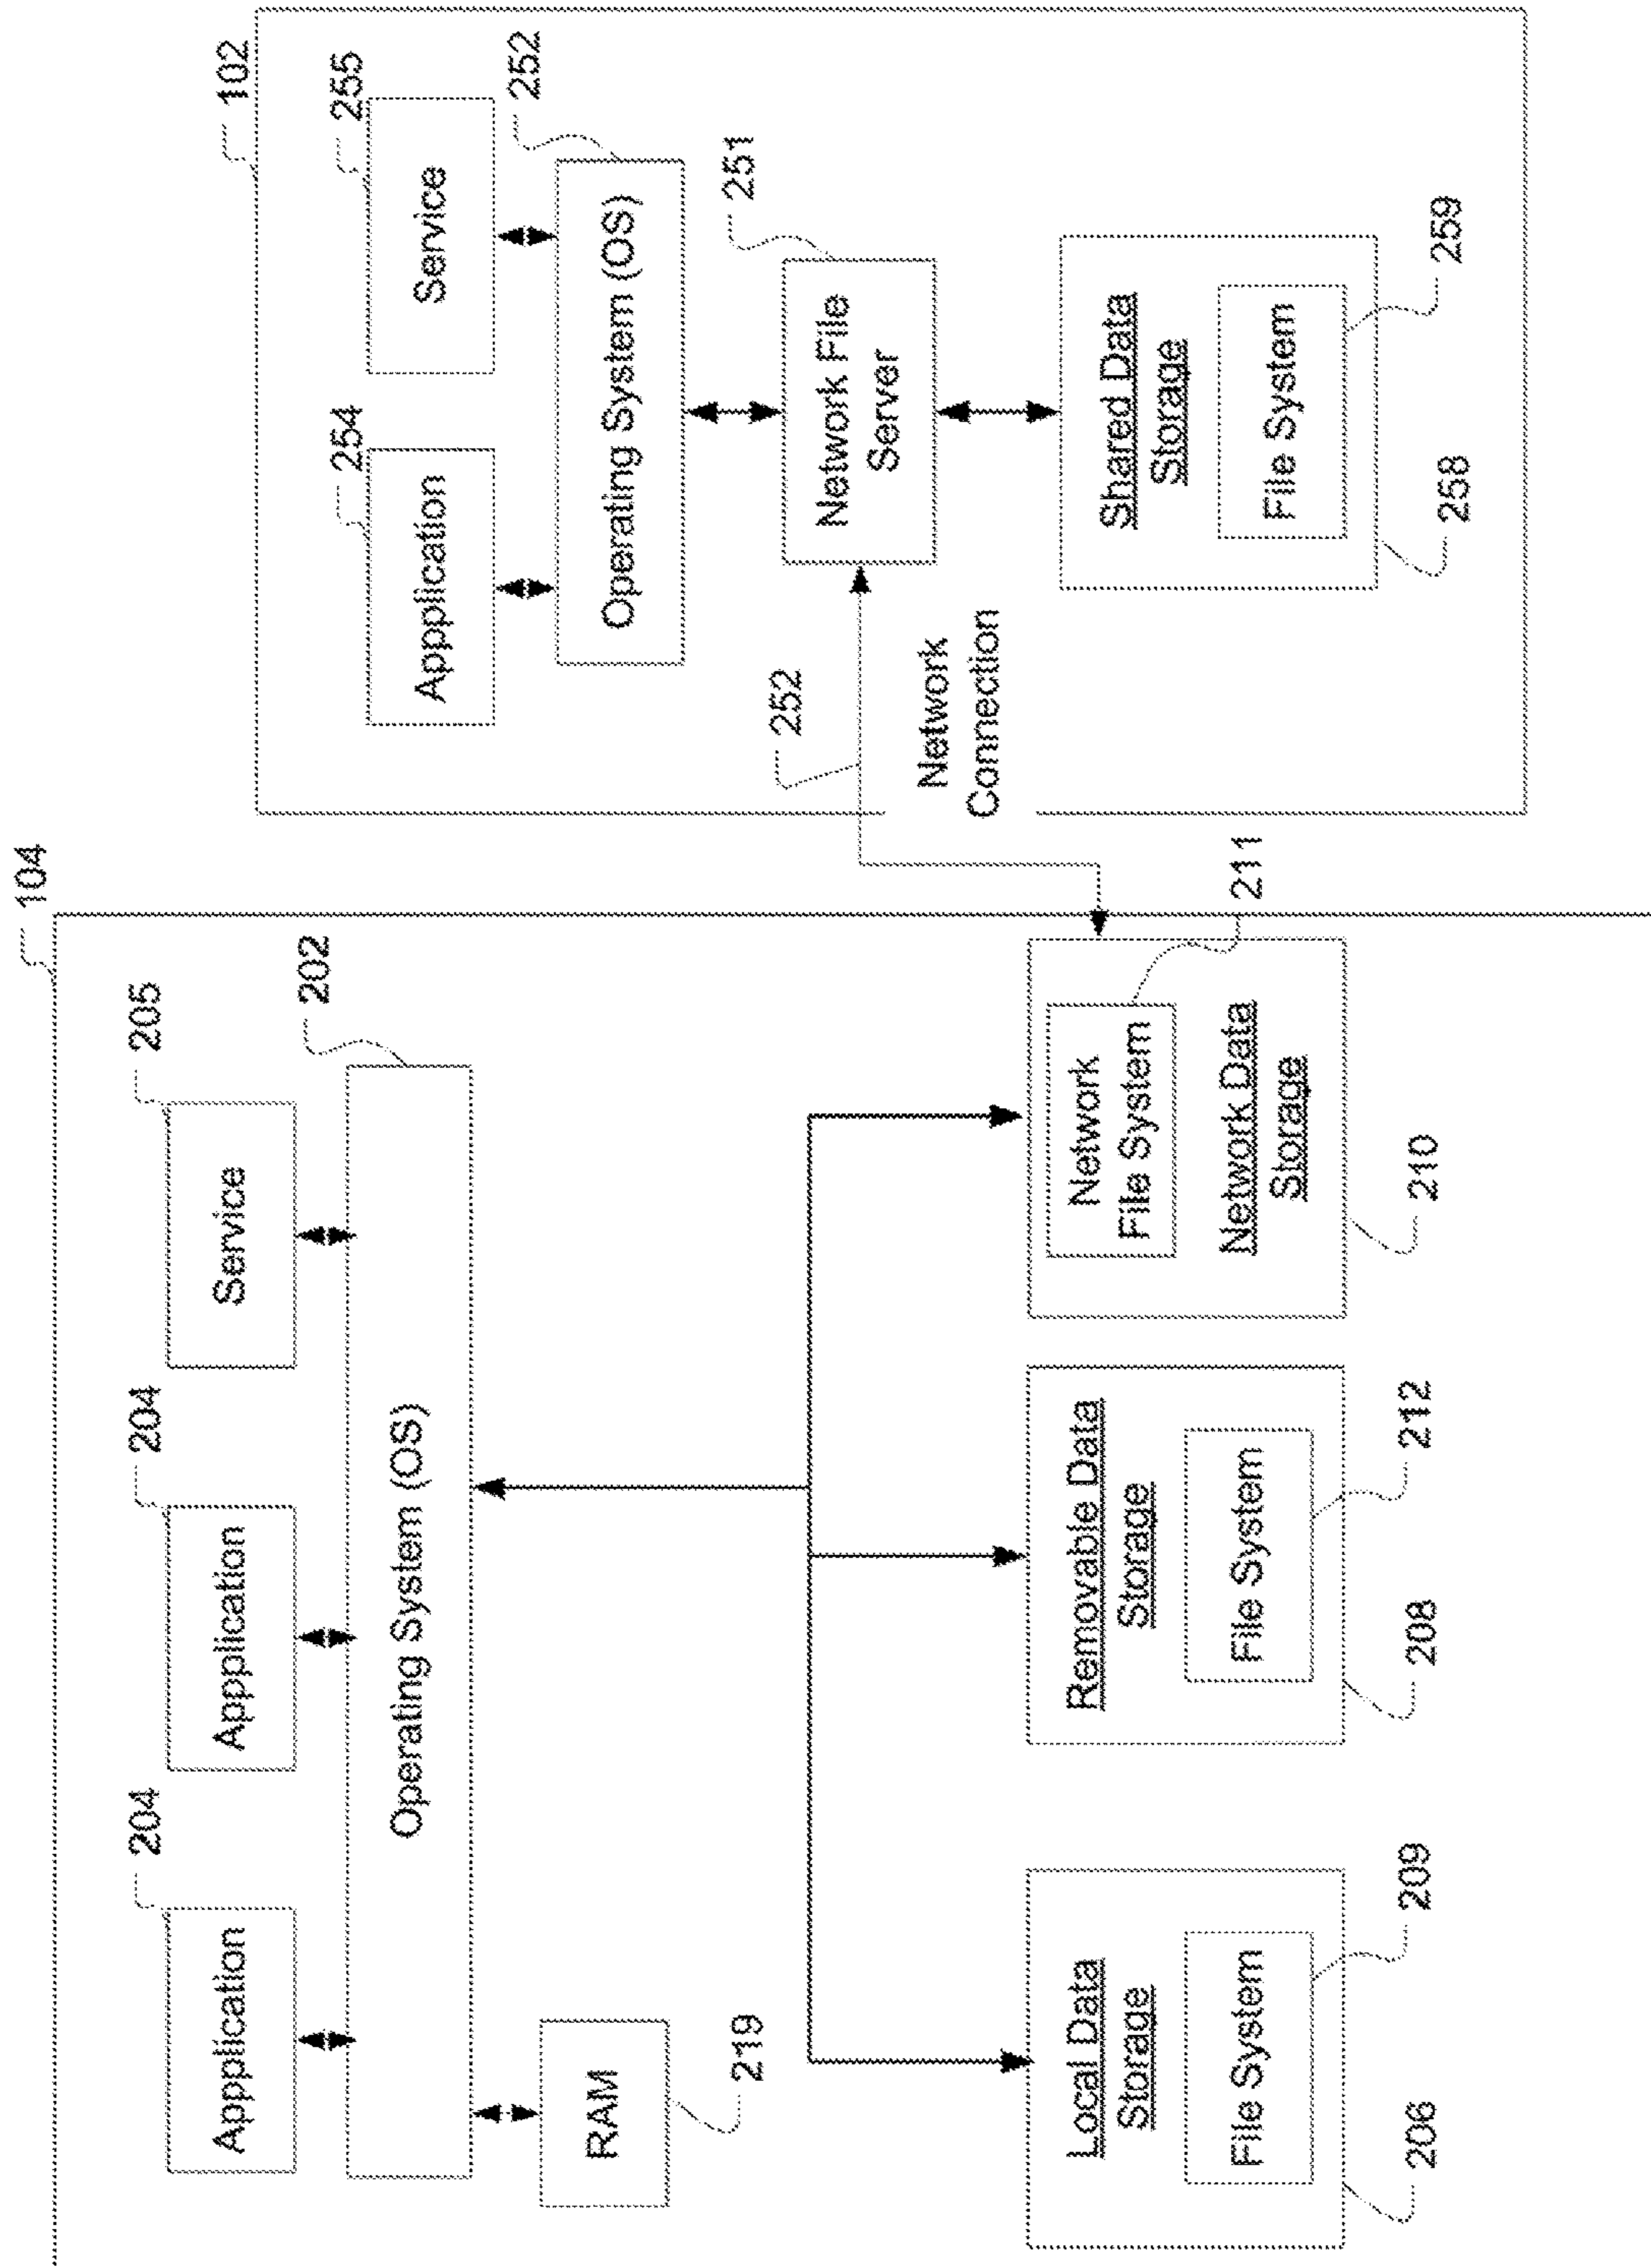 104
204
204
205
Application
Application
Service
202
Operating System (OS)
RAM
219
Local Data
Storage
File System
206
209
Removable Data
Storage
File System
208
212
Network
File System
Network Data
Storage
210
211
102
254
255
Application
Service
252
Operating System (OS)
251
Network File
Server
252
Network
Connection
Shared Data
Storage
File System
258
259